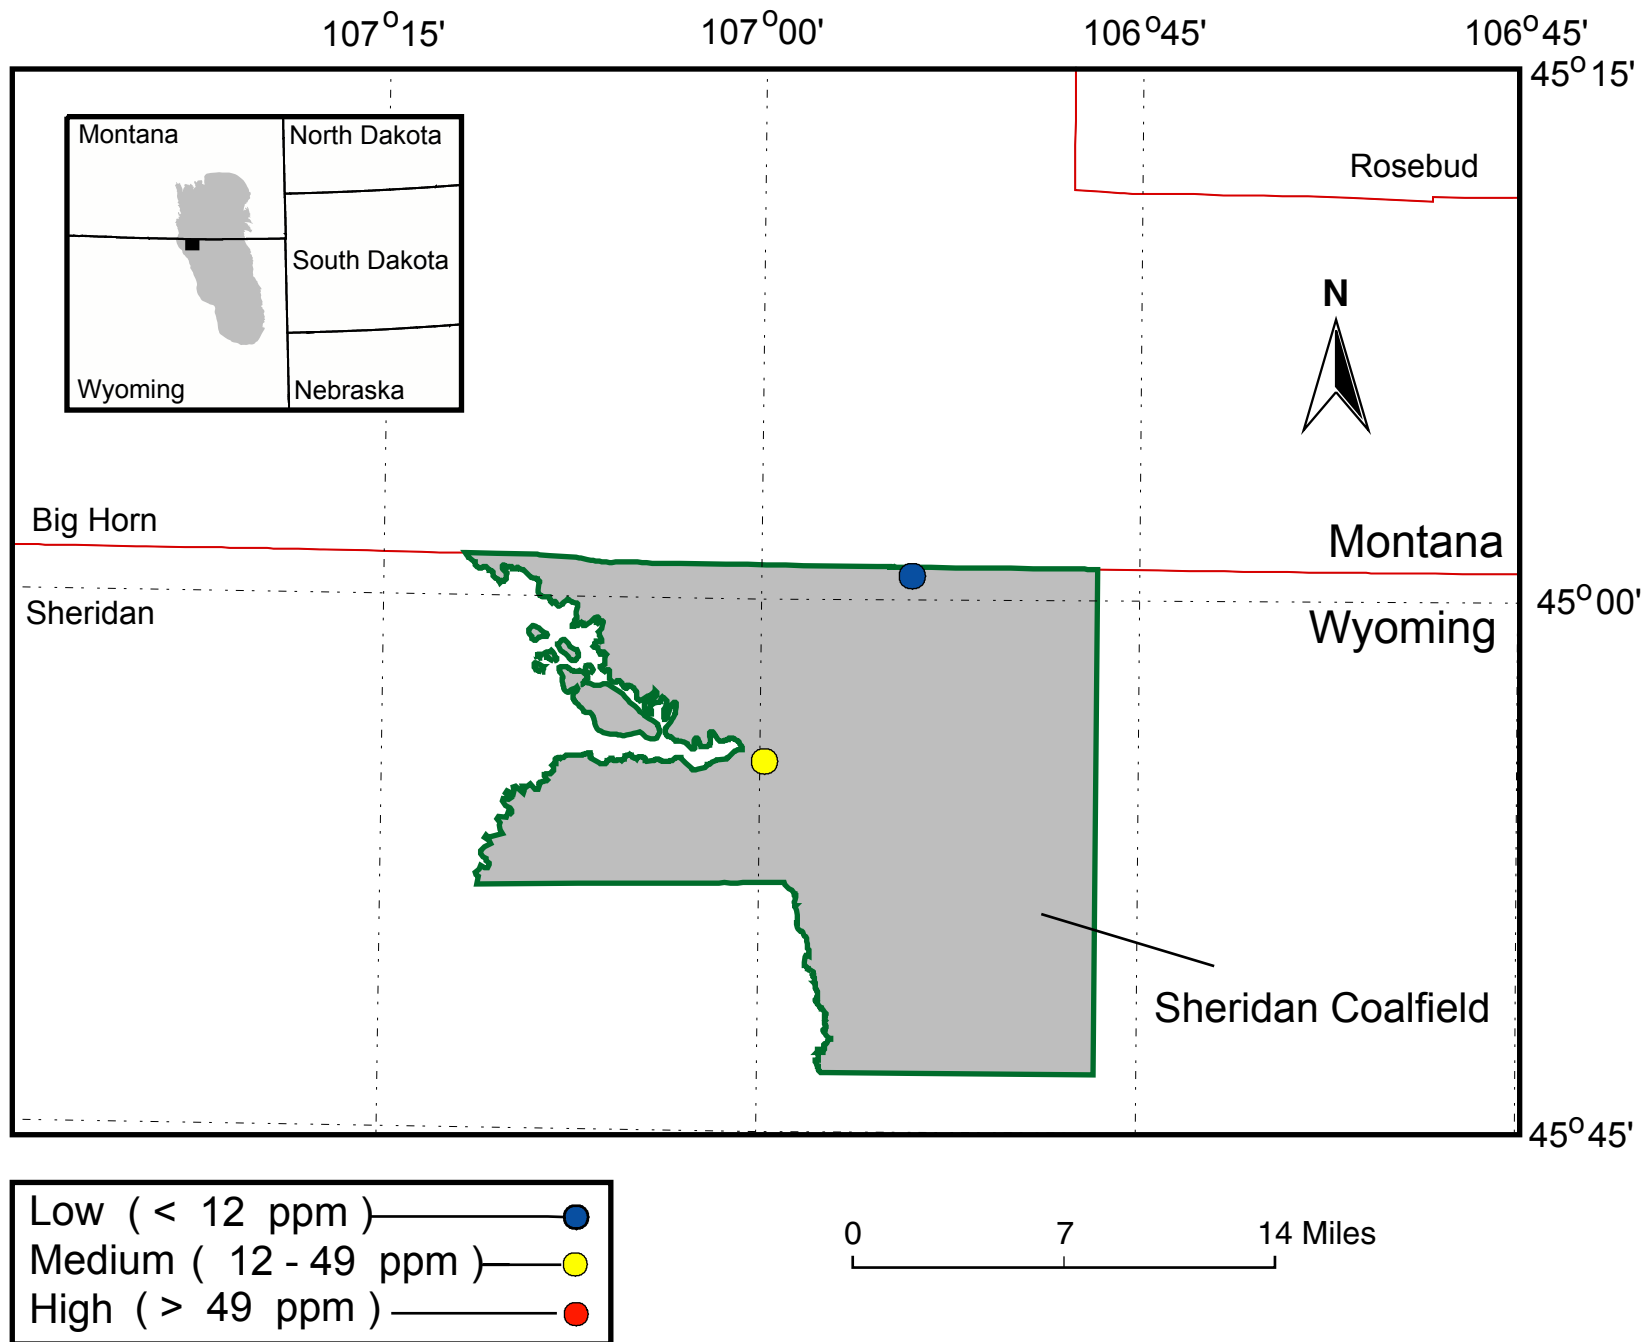 107°15' 107°00' 106°45' 106°45'
45°15'
Montana North Dakota
Rosebud
South Dakota
N
Wyoming Nebraska
Big Horn
Montana
Sheridan
45°00'
Wyoming
Sheridan Coalfield
45°45'
Low ( < 12 ppm )
Medium ( 12 - 49 ppm )
High ( > 49 ppm )
0 7 14 Miles